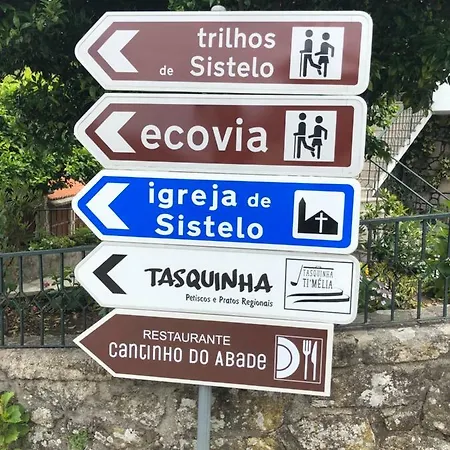 trilhos
de Sistelo
ecovia
igreja de
Sistelo
TASQUINHA
Petiscos e Pratos Regionais
TASQUINHA
TI'MÉLIA
RESTAURANTE
CANTINHO DO ABADE